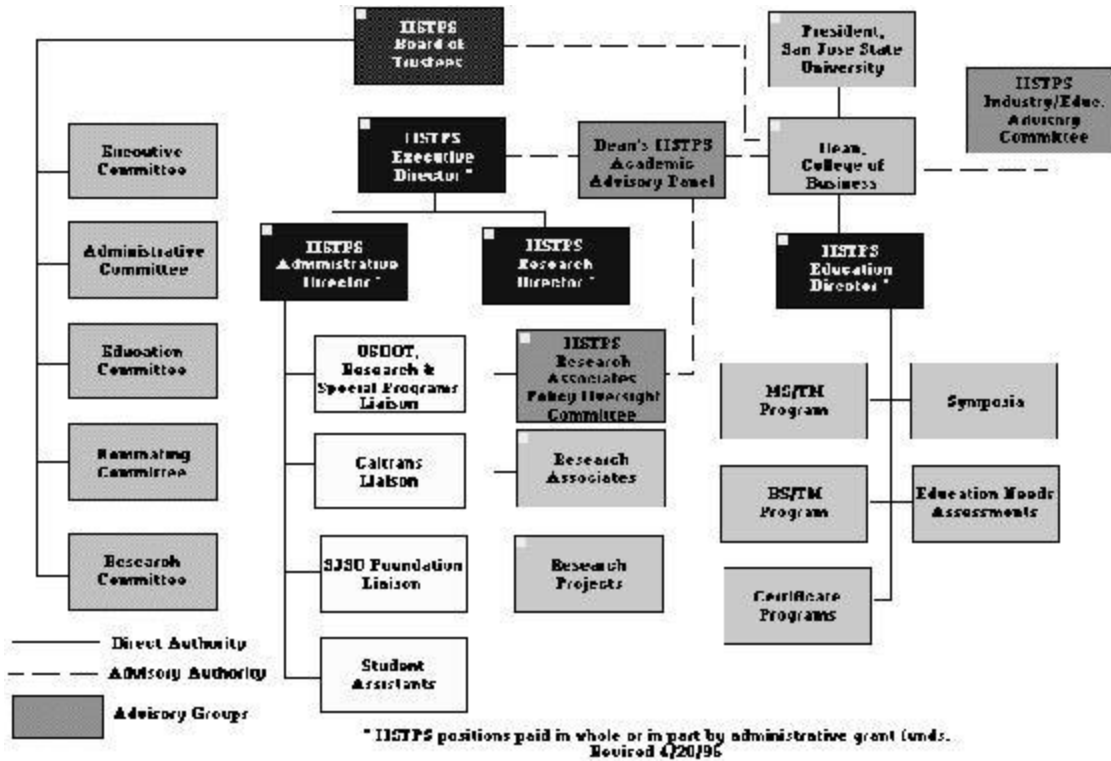 IISTPS
Board of
Trustees
President,
San Jose State
University
IISTPS
Industry/Educ.
Advisory
Committee
Executive
Committee
IISTPS
Executive
Director *
Dean's IISTPS
Academic
Advisory Panel
Dean,
College of
Business
Administrative
Committee
IISTPS
Administrative
Director *
IISTPS
Research
Director *
IISTPS
Education
Director *
Education
Committee
USDOT,
Research &
Special Programs
Liaison
IISTPS
Research
Associates
Policy Oversight
Committee
MS/TM
Program
Symposia
Nominating
Committee
Caltrans
Liaison
Research
Associates
BS/TM
Program
Education Needs
Assessments
Research
Committee
SJSU Foundation
Liaison
Research
Projects
Certificate
Programs
Direct Authority
Advisory Authority
Advisory Groups
Student
Assistants
* IISTPS positions paid in whole or in part by administrative grant funds.
Revised 4/20/96